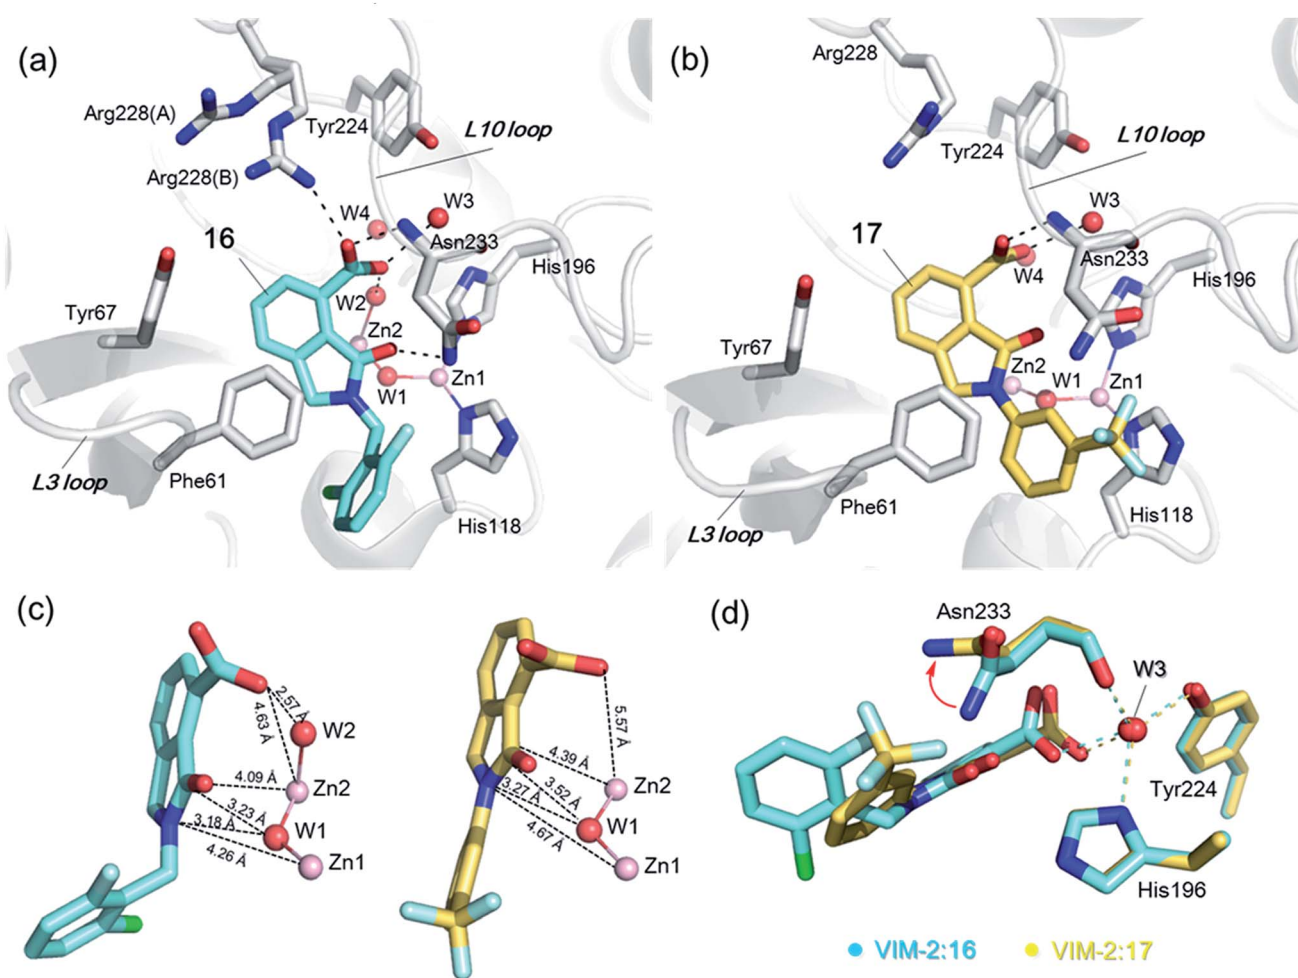 (a)
Arg228(A)
Tyr224
L10 loop
Arg228(B)
W4
W3
16
Asn233
His196
W2
Tyr67
Zn2
Zn1
W1
L3 loop
Phe61
His118
(b)
Arg228
Tyr224
L10 loop
W3
17
Asn233
W4
His196
Tyr67
Zn2
W1
Zn1
L3 loop
Phe61
His118
(c)
2.57 Å
4.63 Å
W2
4.09 Å
Zn2
3.23 Å
3.18 Å
W1
4.26 Å
Zn1
5.57 Å
4.39 Å
Zn2
3.52 Å
3.27 Å
W1
4.67 Å
Zn1
(d)
Asn233
W3
Tyr224
His196
VIM-2:16
VIM-2:17